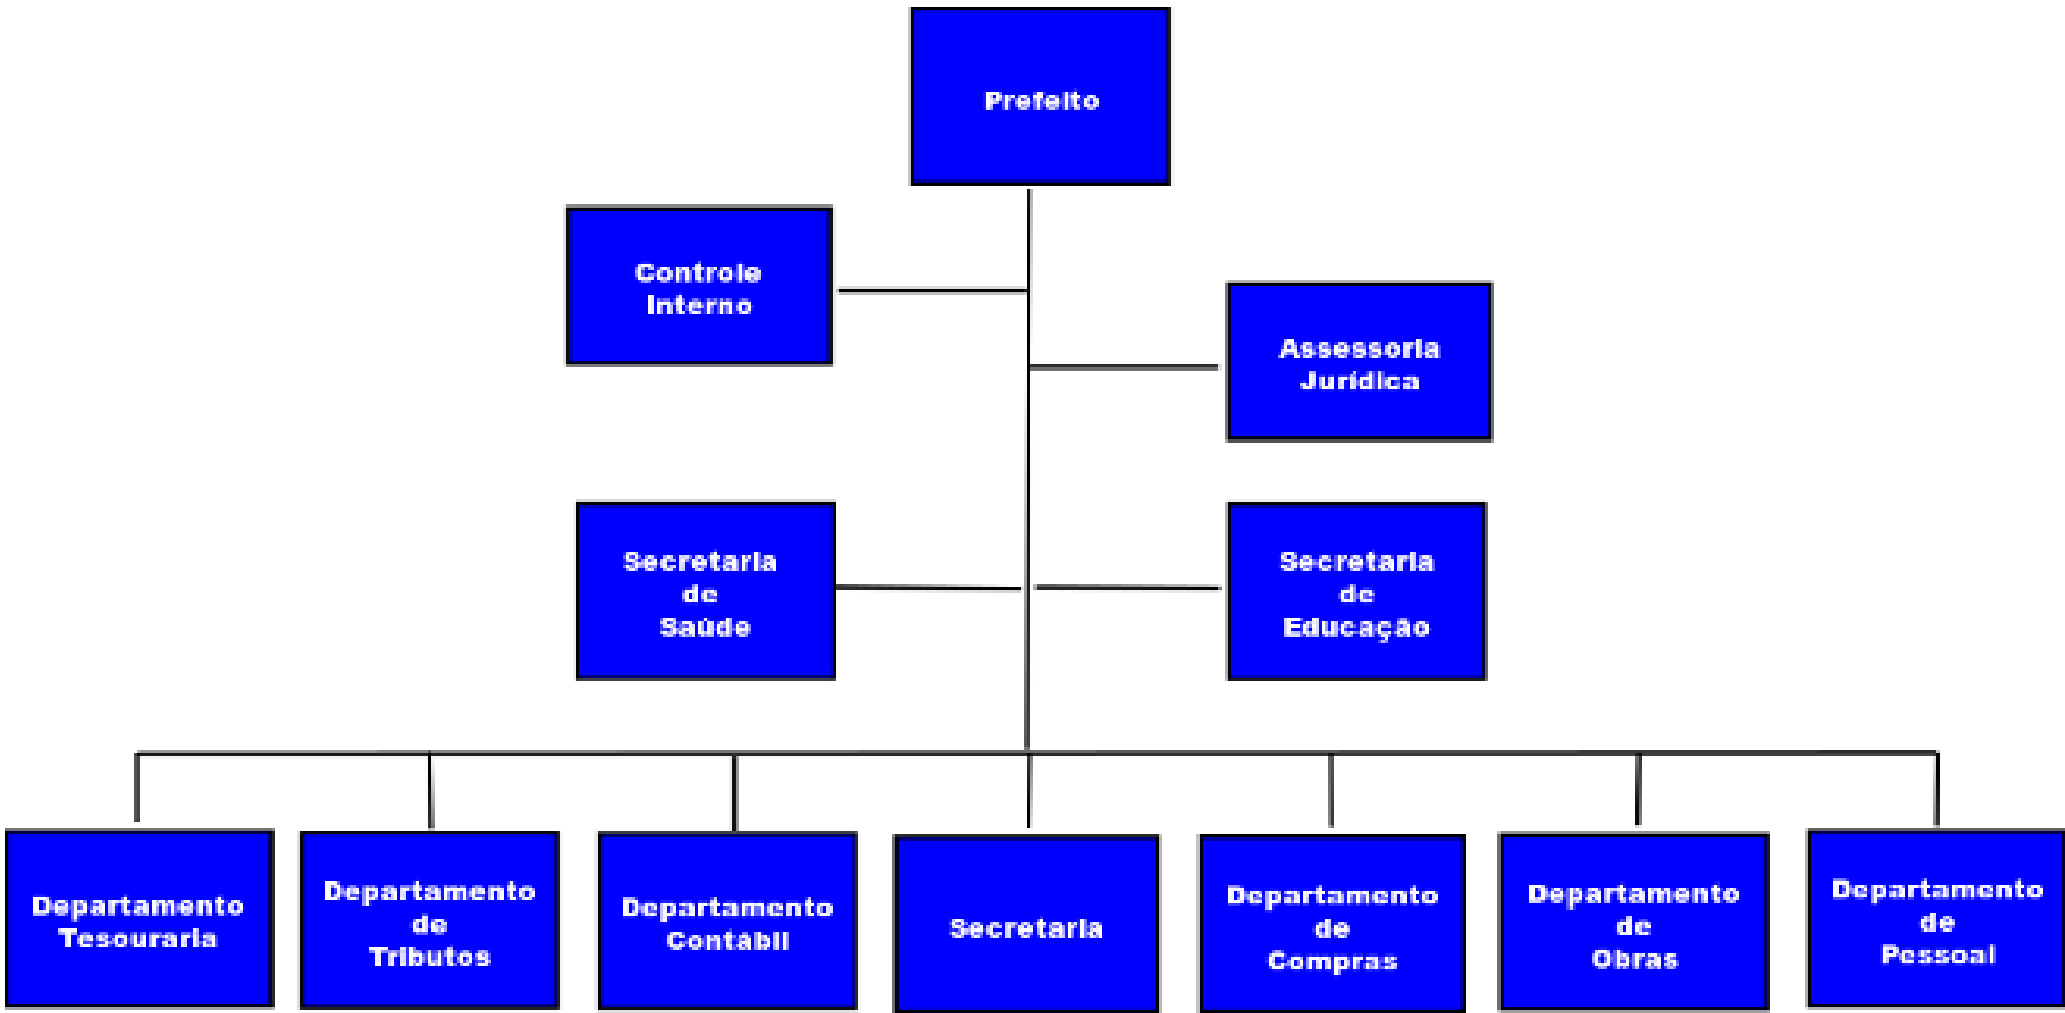 Prefeito
Controle
Interno
Assessoria
Jurídica
Secretaria
de
Saúde
Secretaria
de
Educação
Departamento
Tesouraria
Departamento
de
Tributos
Departamento
Contábil
Secretaria
Departamento
de
Compras
Departamento
de
Obras
Departamento
de
Pessoal